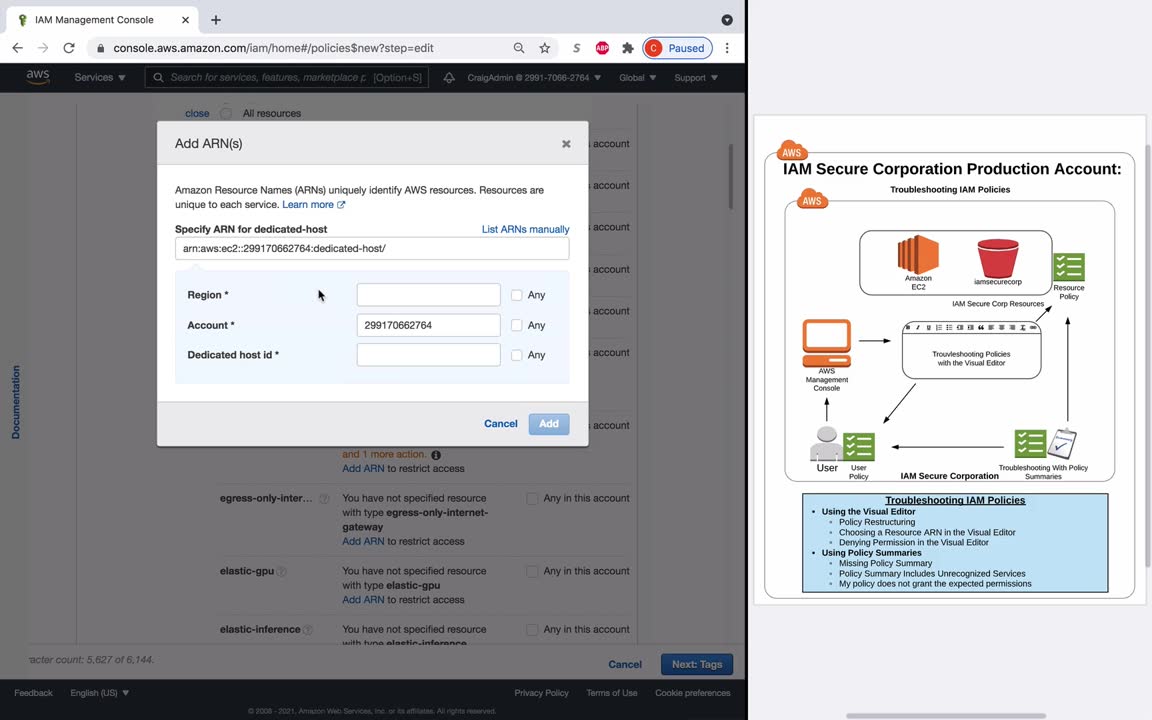 IAM Management Console
console.aws.amazon.com/iam/home#/policies$new?step=edit
S
ABP
C Paused
aws
Services
Search for services, features, marketplace p [Option+S]
CraigAdmin @ 2991-7066-2764
Global
Support
close
All resources
account
account
account
account
account
account
account
Add ARN(s)
Amazon Resource Names (ARNs) uniquely identify AWS resources. Resources are
unique to each service. Learn more
Specify ARN for dedicated-host
List ARNs manually
arn:aws:ec2::299170662764:dedicated-host/
Region *
Any
Account *
299170662764
Any
Dedicated host id *
Any
Cancel
Add
and 1 more action.
Add ARN to restrict access
egress-only-inter...
You have not specified resource
with type egress-only-internet-
gateway
Add ARN to restrict access
Any in this account
elastic-gpu
You have not specified resource
with type elastic-gpu
Add ARN to restrict access
Any in this account
elastic-inference
You have not specified resource
with type elastic-inference
Any in this account
Documentation
racter count: 5,627 of 6,144.
Cancel
Next: Tags
Feedback
English (US)
Privacy Policy
Terms of Use
Cookie preferences
© 2008 - 2021, Amazon Web Services, Inc. or its affiliates. All rights reserved.
AWS
IAM Secure Corporation Production Account:
Troubleshooting IAM Policies
AWS
Amazon
EC2
iamsecurecorp
Resource
Policy
IAM Secure Corp Resources
AWS
Management
Console
Trouvleshooting Policies
with the Visual Editor
User
User
Policy
IAM Secure Corporation
Troubleshooting With Policy
Summaries
Troubleshooting IAM Policies
Using the Visual Editor
Policy Restructuring
Choosing a Resource ARN in the Visual Editor
Denying Permission in the Visual Editor
Using Policy Summaries
Missing Policy Summary
Policy Summary Includes Unrecognized Services
My policy does not grant the expected permissions